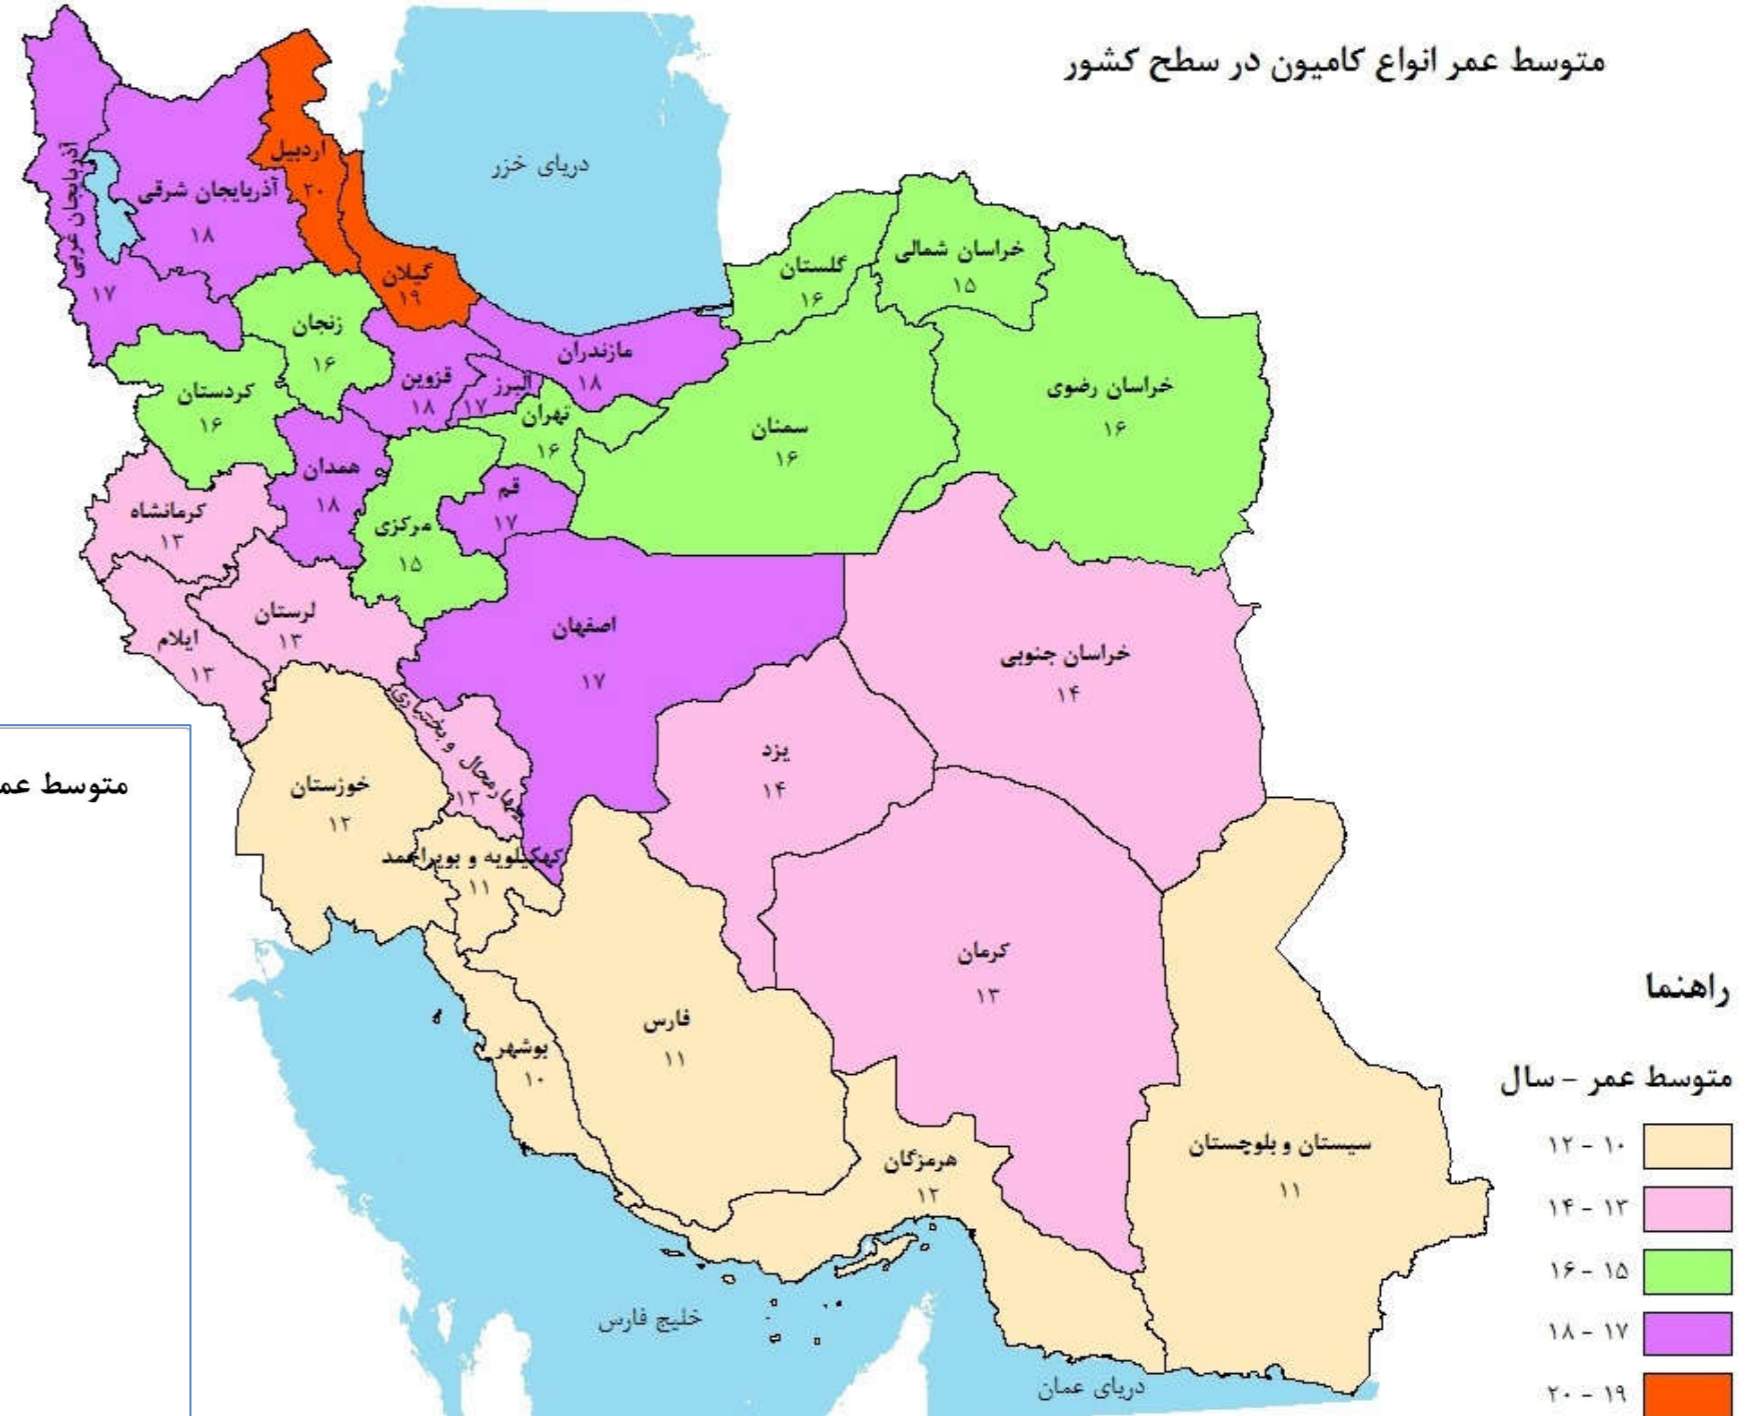 متوسط عمر انواع کامیون در سطح کشور
دریای خزر
اردبیل
۲۰
آذربایجان شرقی
۱۸
آذربایجان غربی
۱۷
گیلان
۱۹
گلستان
۱۶
خراسان شمالی
۱۵
زنجان
۱۶
مازندران
۱۸
قزوین
۱۸
البرز
۱۷
تهران
۱۶
کردستان
۱۶
سمنان
۱۶
خراسان رضوی
۱۶
همدان
۱۸
قم
۱۷
مرکزی
۱۵
کرمانشاه
۱۳
لرستان
۱۳
ایلام
۱۳
اصفهان
۱۷
خراسان جنوبی
۱۴
یزد
۱۴
چهارمحال و بختیاری
۱۳
خوزستان
۱۲
کهکیلویه و بویراحمد
۱۱
کرمان
۱۳
فارس
۱۱
بوشهر
۱۰
هرمزگان
۱۲
سیستان و بلوچستان
۱۱
خلیج فارس
دریای عمان
راهنما
متوسط عمر - سال
۱۰ - ۱۲
۱۳ - ۱۴
۱۵ - ۱۶
۱۷ - ۱۸
۱۹ - ۲۰
متوسط